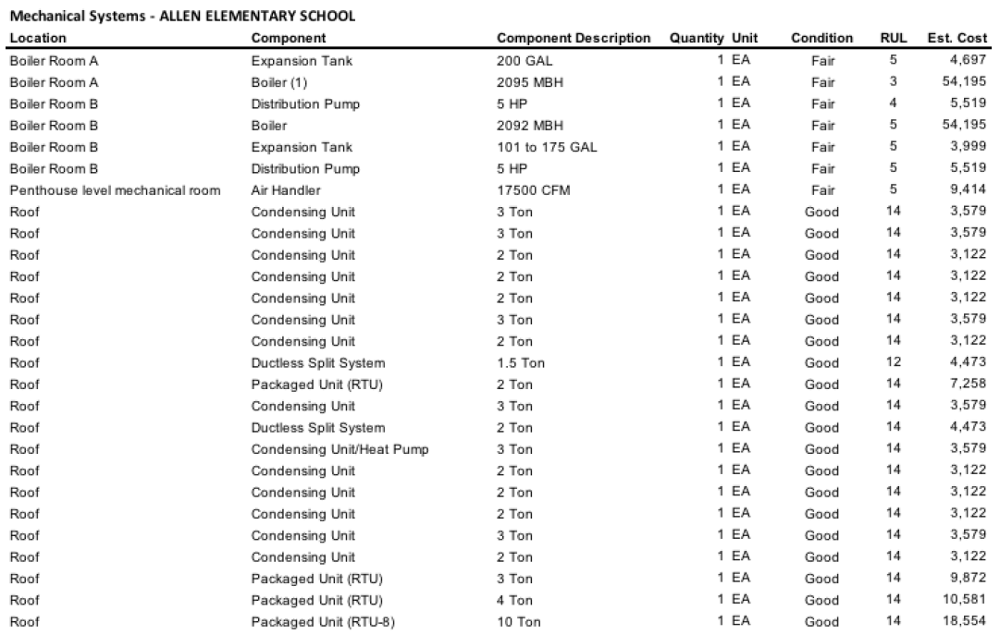 Mechanical Systems - ALLEN ELEMENTARY SCHOOL
Location Component Component Description Quantity Unit Condition RUL Est. Cost
Boiler Room A Expansion Tank 200 GAL 1 EA Fair 5 4,697
Boiler Room A Boiler (1) 2095 MBH 1 EA Fair 3 54,195
Boiler Room B Distribution Pump 5 HP 1 EA Fair 4 5,519
Boiler Room B Boiler 2092 MBH 1 EA Fair 5 54,195
Boiler Room B Expansion Tank 101 to 175 GAL 1 EA Fair 5 3,999
Boiler Room B Distribution Pump 5 HP 1 EA Fair 5 5,519
Penthouse level mechanical room Air Handler 17500 CFM 1 EA Fair 5 9,414
Roof Condensing Unit 3 Ton 1 EA Good 14 3,579
Roof Condensing Unit 3 Ton 1 EA Good 14 3,579
Roof Condensing Unit 2 Ton 1 EA Good 14 3,122
Roof Condensing Unit 2 Ton 1 EA Good 14 3,122
Roof Condensing Unit 2 Ton 1 EA Good 14 3,122
Roof Condensing Unit 3 Ton 1 EA Good 14 3,579
Roof Condensing Unit 2 Ton 1 EA Good 14 3,122
Roof Ductless Split System 1.5 Ton 1 EA Good 12 4,473
Roof Packaged Unit (RTU) 2 Ton 1 EA Good 14 7,258
Roof Condensing Unit 3 Ton 1 EA Good 14 3,579
Roof Ductless Split System 2 Ton 1 EA Good 14 4,473
Roof Condensing Unit/Heat Pump 3 Ton 1 EA Good 14 3,579
Roof Condensing Unit 2 Ton 1 EA Good 14 3,122
Roof Condensing Unit 2 Ton 1 EA Good 14 3,122
Roof Condensing Unit 2 Ton 1 EA Good 14 3,122
Roof Condensing Unit 3 Ton 1 EA Good 14 3,579
Roof Condensing Unit 2 Ton 1 EA Good 14 3,122
Roof Packaged Unit (RTU) 3 Ton 1 EA Good 14 9,872
Roof Packaged Unit (RTU) 4 Ton 1 EA Good 14 10,581
Roof Packaged Unit (RTU-8) 10 Ton 1 EA Good 14 18,554